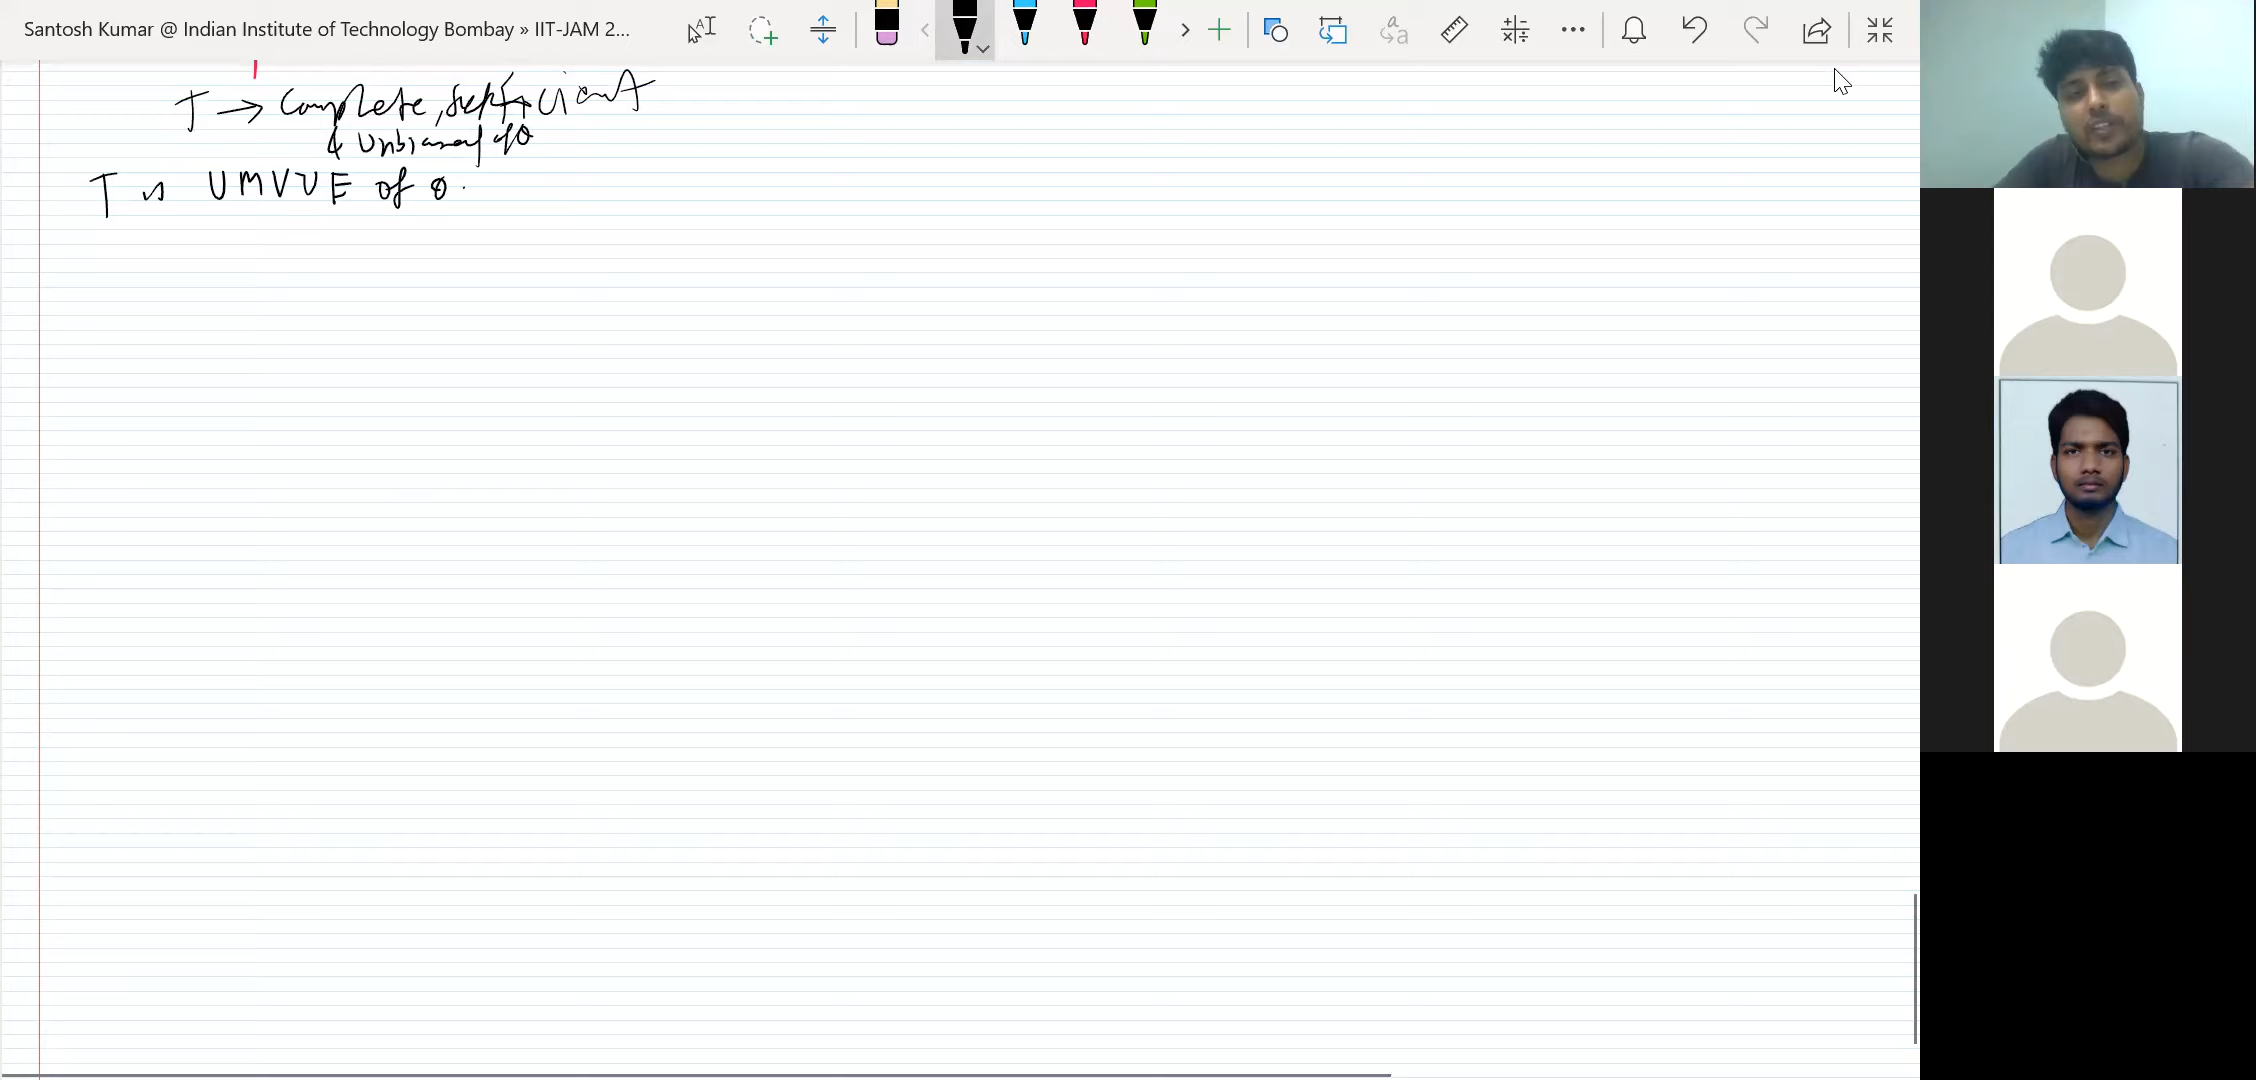 Santosh Kumar @ Indian Institute of Technology Bombay » IIT-JAM 2...
T → Complete, sufficient
& Unbiased of θ
T is UMVUE of θ.